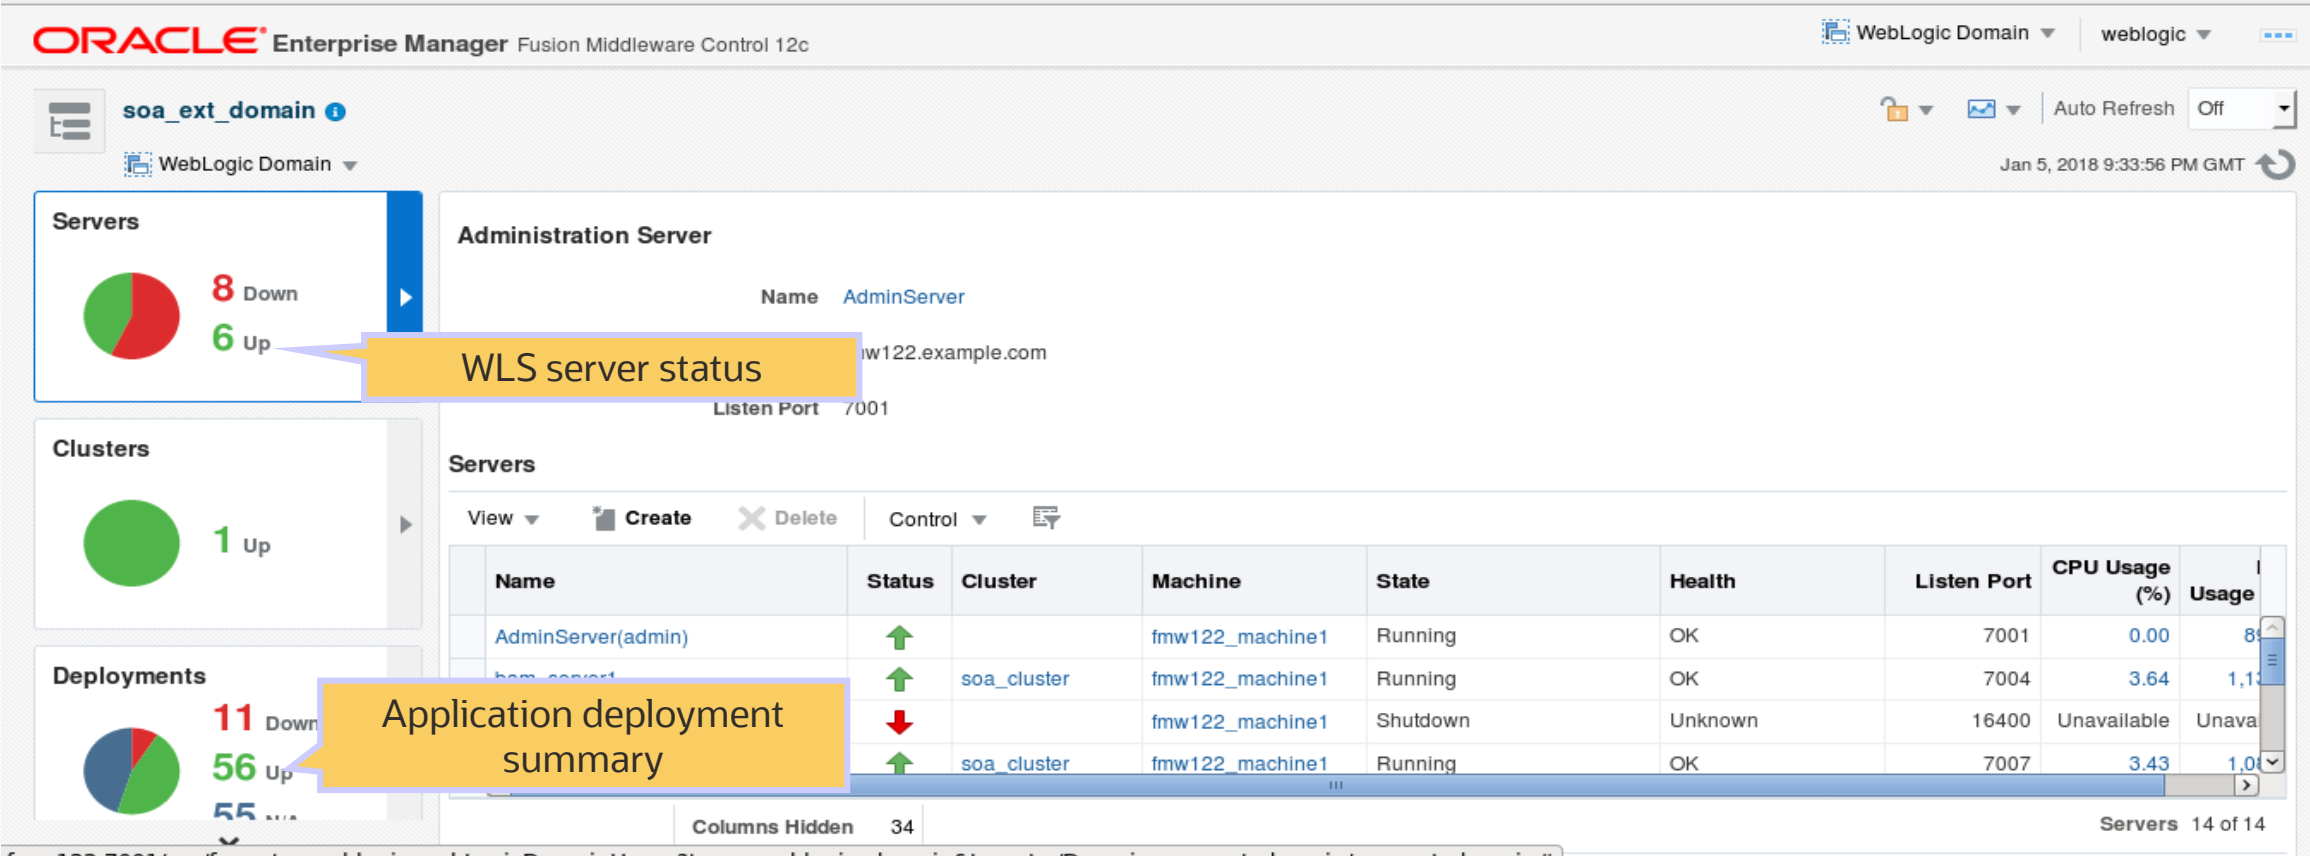 ORACLE Enterprise Manager Fusion Middleware Control 12c
WebLogic Domain weblogic
soa_ext_domain
Auto Refresh Off
WebLogic Domain
Jan 5, 2018 9:33:56 PM GMT
Servers
8 Down
6 Up
WLS server status
Clusters
1 Up
Deployments
11 Down
56 Up
55 N/A
Application deployment
summary
Administration Server
Name AdminServer
w122.example.com
Listen Port 7001
Servers
View Create Delete Control
Name Status Cluster Machine State Health Listen Port CPU Usage (%) Usage
AdminServer(admin) fmw122_machine1 Running OK 7001 0.00
bam_server1 soa_cluster fmw122_machine1 Running OK 7004 3.64
fmw122_machine1 Shutdown Unknown 16400 Unavailable
soa_cluster fmw122_machine1 Running OK 7007 3.43
Columns Hidden 34
Servers 14 of 14